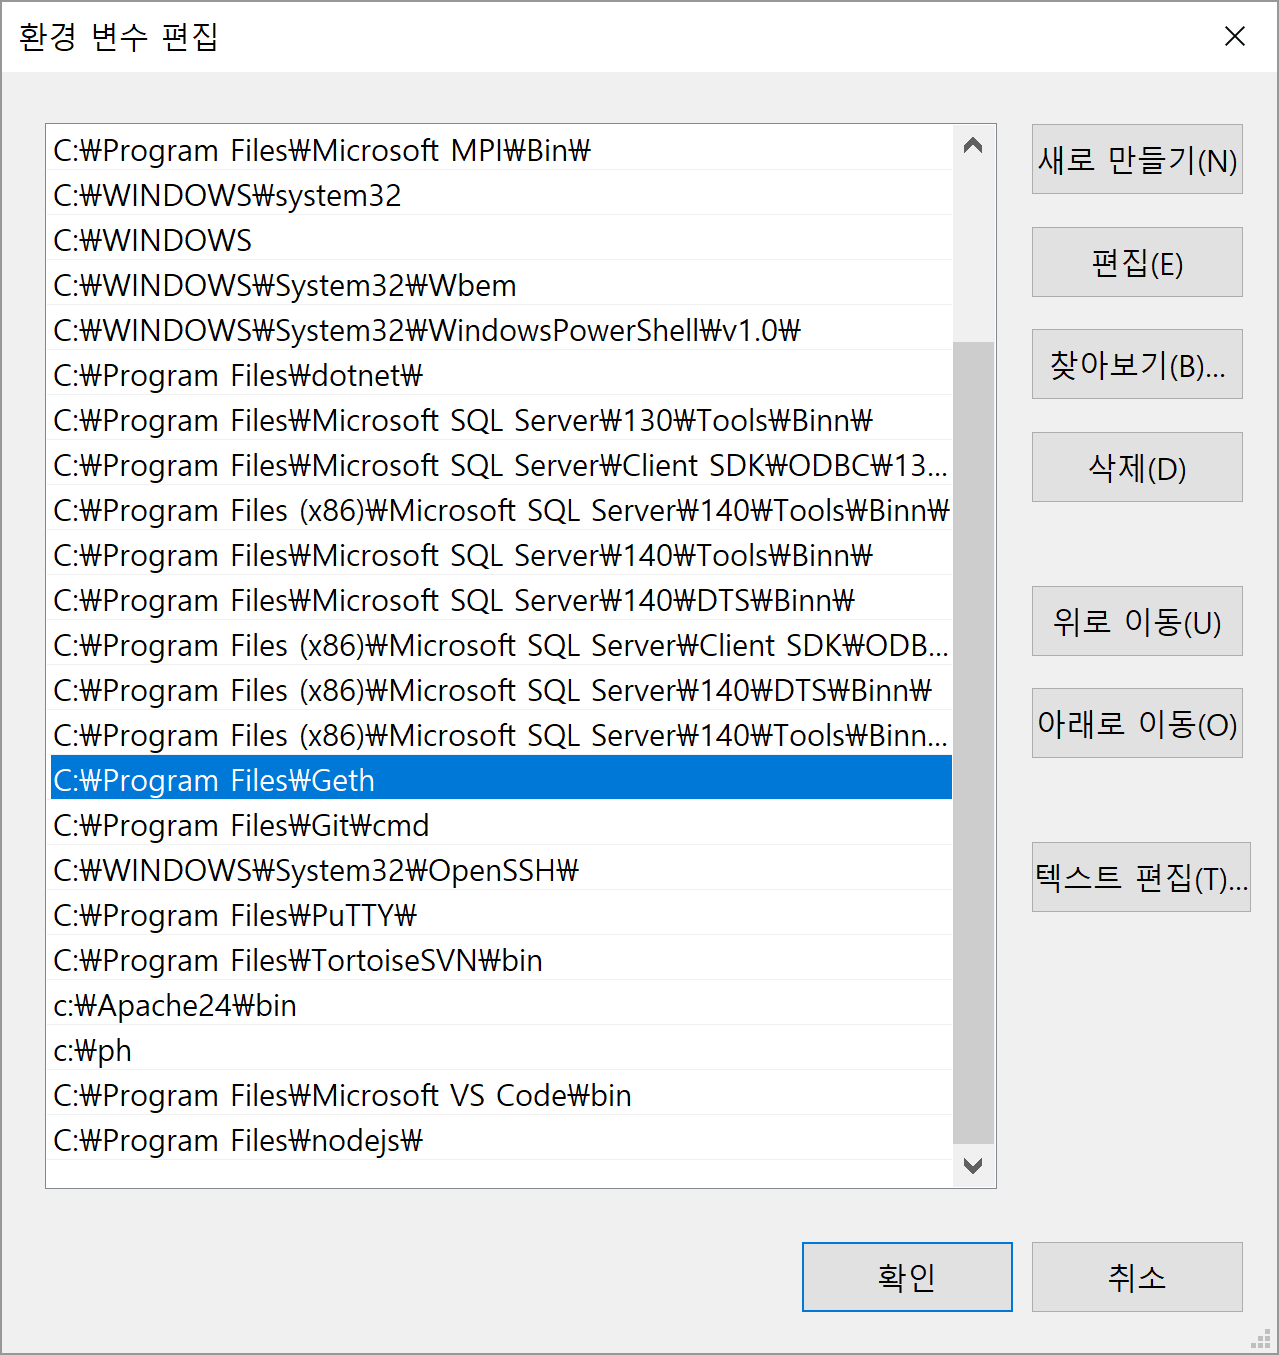 환경 변수 편집
C:₩Program Files₩Microsoft MPI₩Bin₩
C:₩WINDOWS₩system32
C:₩WINDOWS
C:₩WINDOWS₩System32₩Wbem
C:₩WINDOWS₩System32₩WindowsPowerShell₩v1.0₩
C:₩Program Files₩dotnet₩
C:₩Program Files₩Microsoft SQL Server₩130₩Tools₩Binn₩
C:₩Program Files₩Microsoft SQL Server₩Client SDK₩ODBC₩13...
C:₩Program Files (x86)₩Microsoft SQL Server₩140₩Tools₩Binn₩
C:₩Program Files₩Microsoft SQL Server₩140₩Tools₩Binn₩
C:₩Program Files₩Microsoft SQL Server₩140₩DTS₩Binn₩
C:₩Program Files (x86)₩Microsoft SQL Server₩Client SDK₩ODB...
C:₩Program Files (x86)₩Microsoft SQL Server₩140₩DTS₩Binn₩
C:₩Program Files (x86)₩Microsoft SQL Server₩140₩Tools₩Binn...
C:₩Program Files₩Geth
C:₩Program Files₩Git₩cmd
C:₩WINDOWS₩System32₩OpenSSH₩
C:₩Program Files₩PuTTY₩
C:₩Program Files₩TortoiseSVN₩bin
c:₩Apache24₩bin
c:₩ph
C:₩Program Files₩Microsoft VS Code₩bin
C:₩Program Files₩nodejs₩
새로 만들기(N)
편집(E)
찾아보기(B)...
삭제(D)
위로 이동(U)
아래로 이동(O)
텍스트 편집(T)...
확인
취소